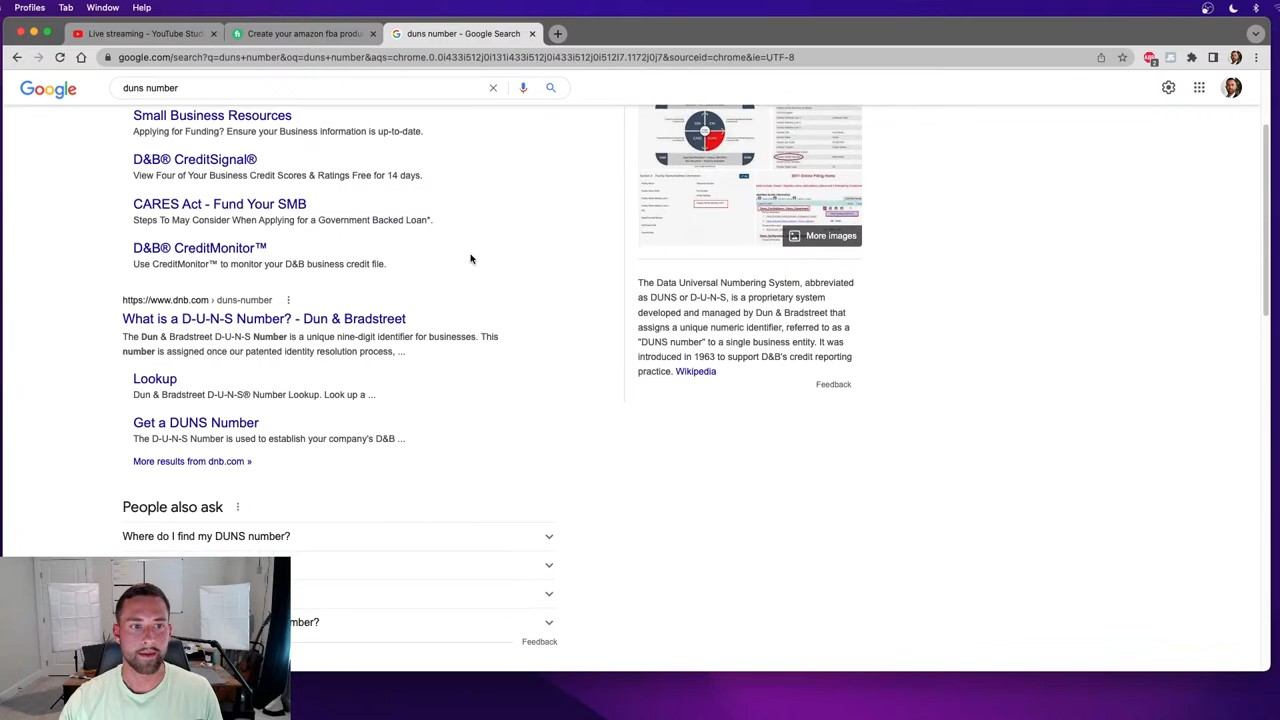 Profiles Tab Window Help
Live streaming - YouTube Stud
Create your amazon fba produ
duns number - Google Search
google.com/search?q=duns+number&oq=duns+number&aqs=chrome.0.0i433i512j0i131i433i512j0i512l7.1172j0j7&sourceid=chrome&ie=UTF-8
Google
duns number
Small Business Resources
Applying for Funding? Ensure your Business information is up-to-date.
D&B® CreditSignal®
View Four of Your Business Credit Scores & Ratings Free for 14 days.
CARES Act - Fund Your SMB
What to May Consider When Applying for a Government-Backed Loan*.
D&B® CreditMonitor™
Use CreditMonitor™ to monitor your D&B business credit file.
https://www.dnb.com › duns-number
What is a D-U-N-S Number? - Dun & Bradstreet
The Dun & Bradstreet D-U-N-S Number is a unique nine-digit identifier for businesses. This
number is assigned once our patented identity resolution process, ...
Lookup
Dun & Bradstreet D-U-N-S® Number Lookup. Look up a ...
Get a DUNS Number
The D-U-N-S Number is used to establish your company's D&B ...
More results from dnb.com »
People also ask
Where do I find my DUNS number?
mber?
Feedback
More images
The Data Universal Numbering System, abbreviated
as DUNS or D-U-N-S, is a proprietary system
developed and managed by Dun & Bradstreet that
assigns a unique numeric identifier, referred to as a
"DUNS number" to a single business entity. It was
introduced in 1963 to support D&B's credit reporting
practice. Wikipedia
Feedback